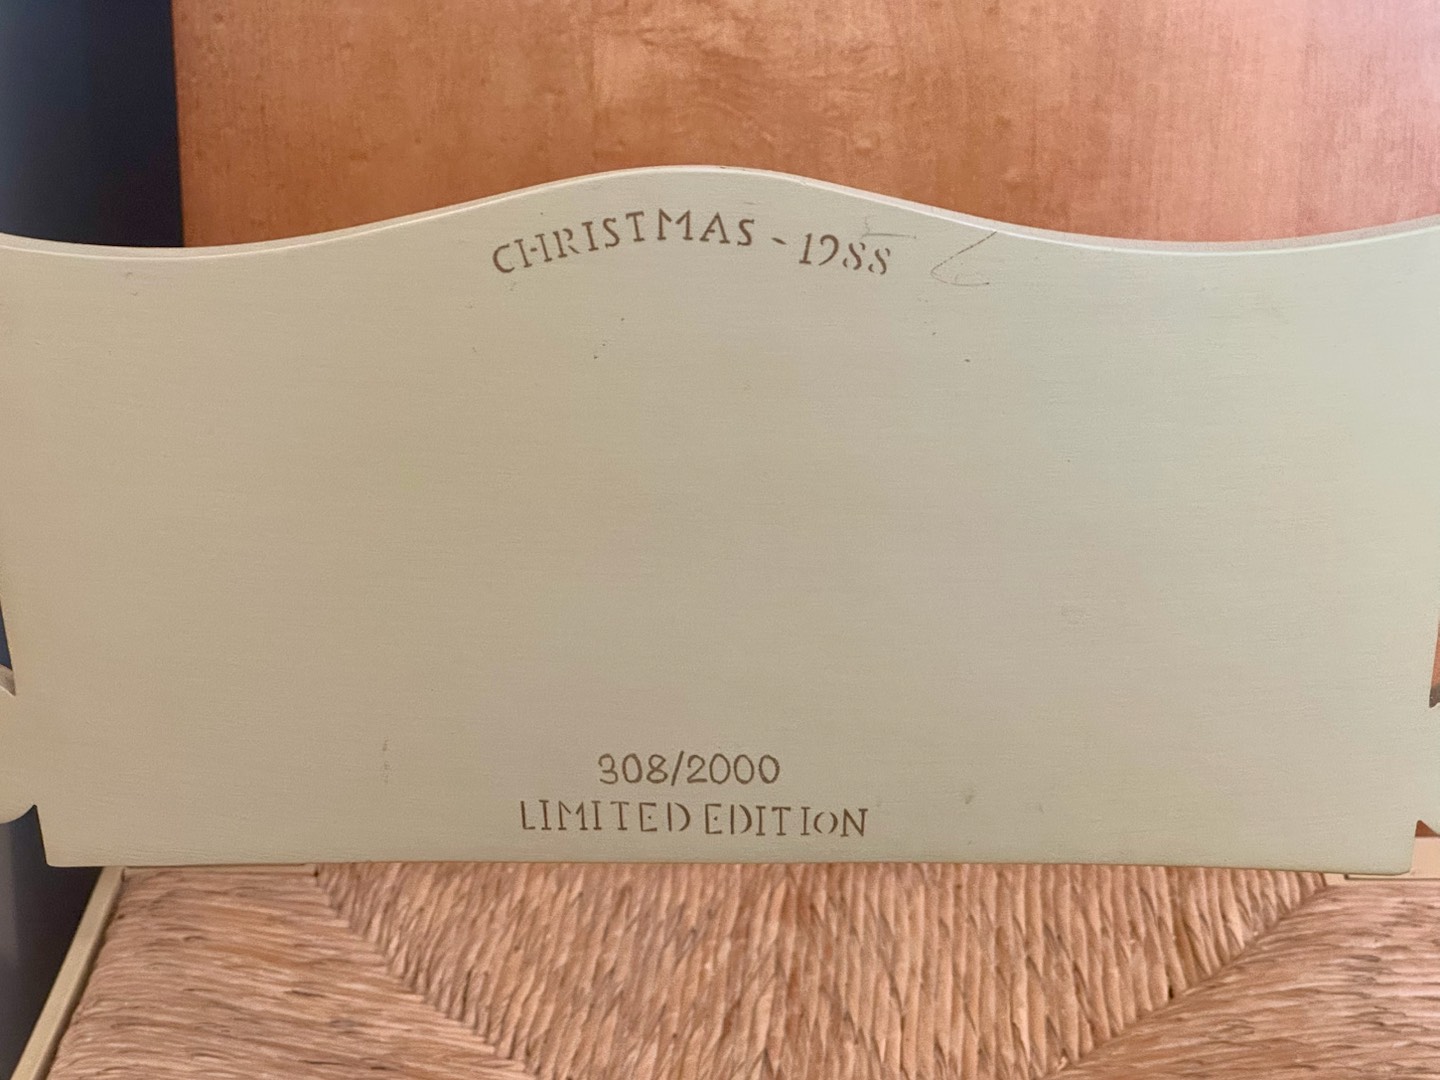 CHRISTMAS - 1988
308/2000
LIMITED EDITION